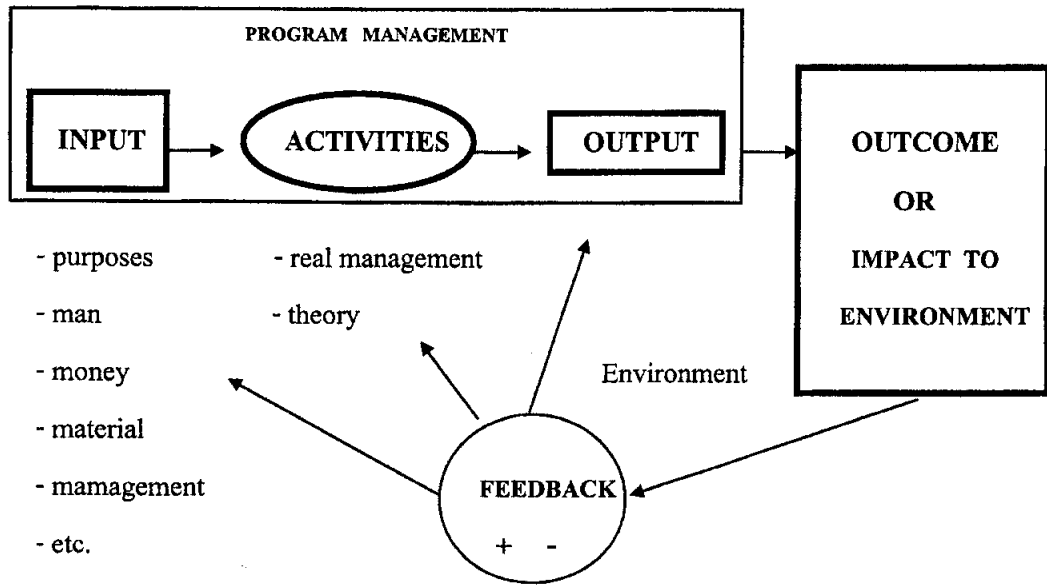 PROGRAM MANAGEMENT
INPUT
ACTIVITIES
OUTPUT
OUTCOME
OR
IMPACT TO
ENVIRONMENT
- purposes
- man
- money
- material
- mamagement
- etc.
- real management
- theory
Environment
FEEDBACK
+ -